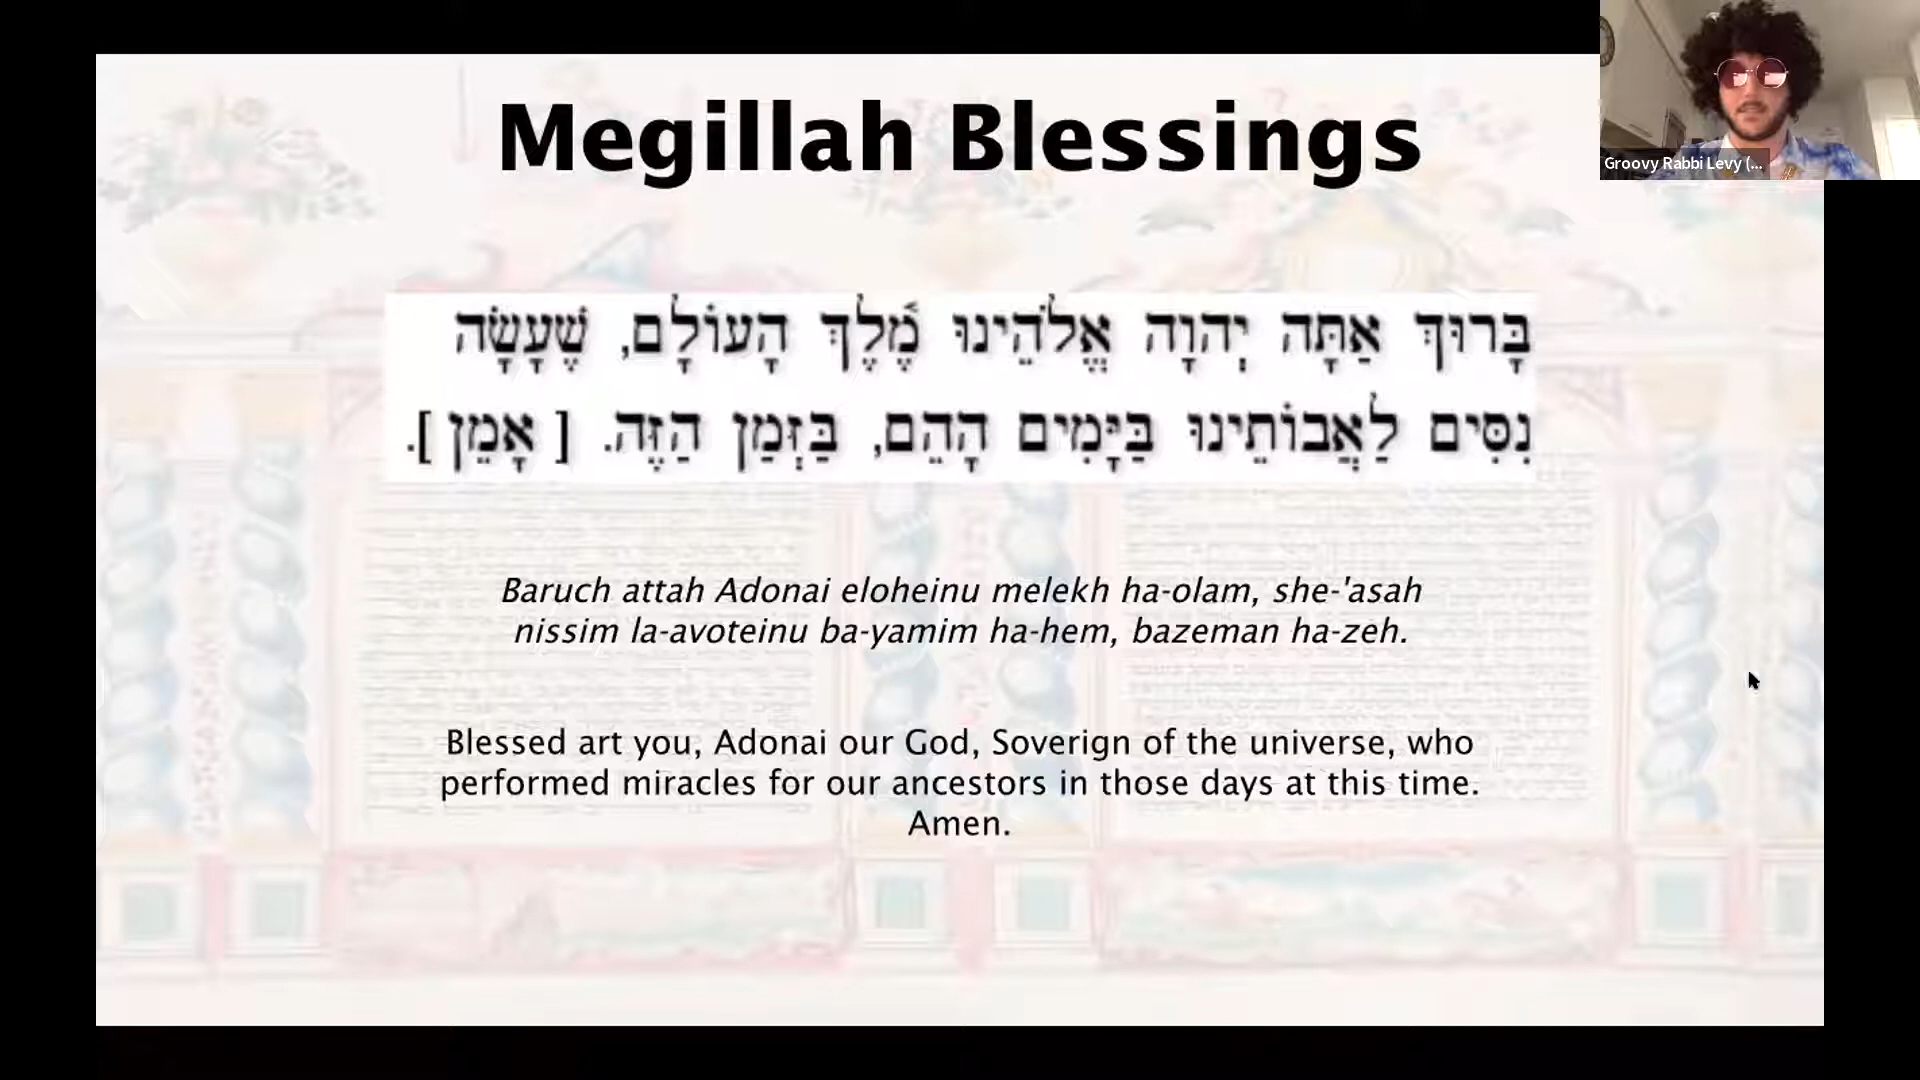 Megillah Blessings
Groovy Rabbi Levy (...
בָּרוּךְ אַתָּה יְהוָה אֱלֹהֵינוּ מֶֽלֶךְ הָעוֹלָם, שֶׁעָשָׂה
נִסִּים לַאֲבוֹתֵינוּ בַּיָּמִים הָהֵם, בַּזְּמַן הַזֶּה. [ אָמֵן ].
Baruch attah Adonai eloheinu melekh ha-olam, she-'asah
nissim la-avoteinu ba-yamim ha-hem, bazeman ha-zeh.
Blessed art you, Adonai our God, Soverign of the universe, who
performed miracles for our ancestors in those days at this time.
Amen.